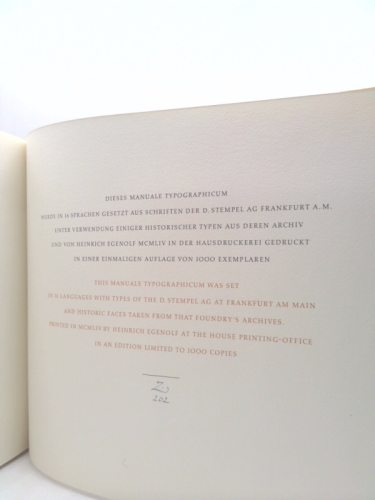 DIESES MANUALE TYPOGRAPHICUM
WURDE IN 16 SPRACHEN GESETZT AUS SCHRIFTEN DER D. STEMPEL AG FRANKFURT A. M.
UNTER VERWENDUNG EINIGER HISTORISCHER TYPEN AUS DEREN ARCHIV
UND VON HEINRICH EGENOLF MCMLIV IN DER HAUSDRUCKEREI GEDRUCKT
IN EINER EINMALIGEN AUFLAGE VON 1000 EXEMPLAREN
THIS MANUALE TYPOGRAPHICUM WAS SET
IN 16 LANGUAGES WITH TYPES OF THE D. STEMPEL AG AT FRANKFURT AM MAIN
AND HISTORIC FACES TAKEN FROM THAT FOUNDRY'S ARCHIVES.
PRINTED IN MCMLIV BY HEINRICH EGENOLF AT THE HOUSE PRINTING-OFFICE
IN AN EDITION LIMITED TO 1000 COPIES
Z
202